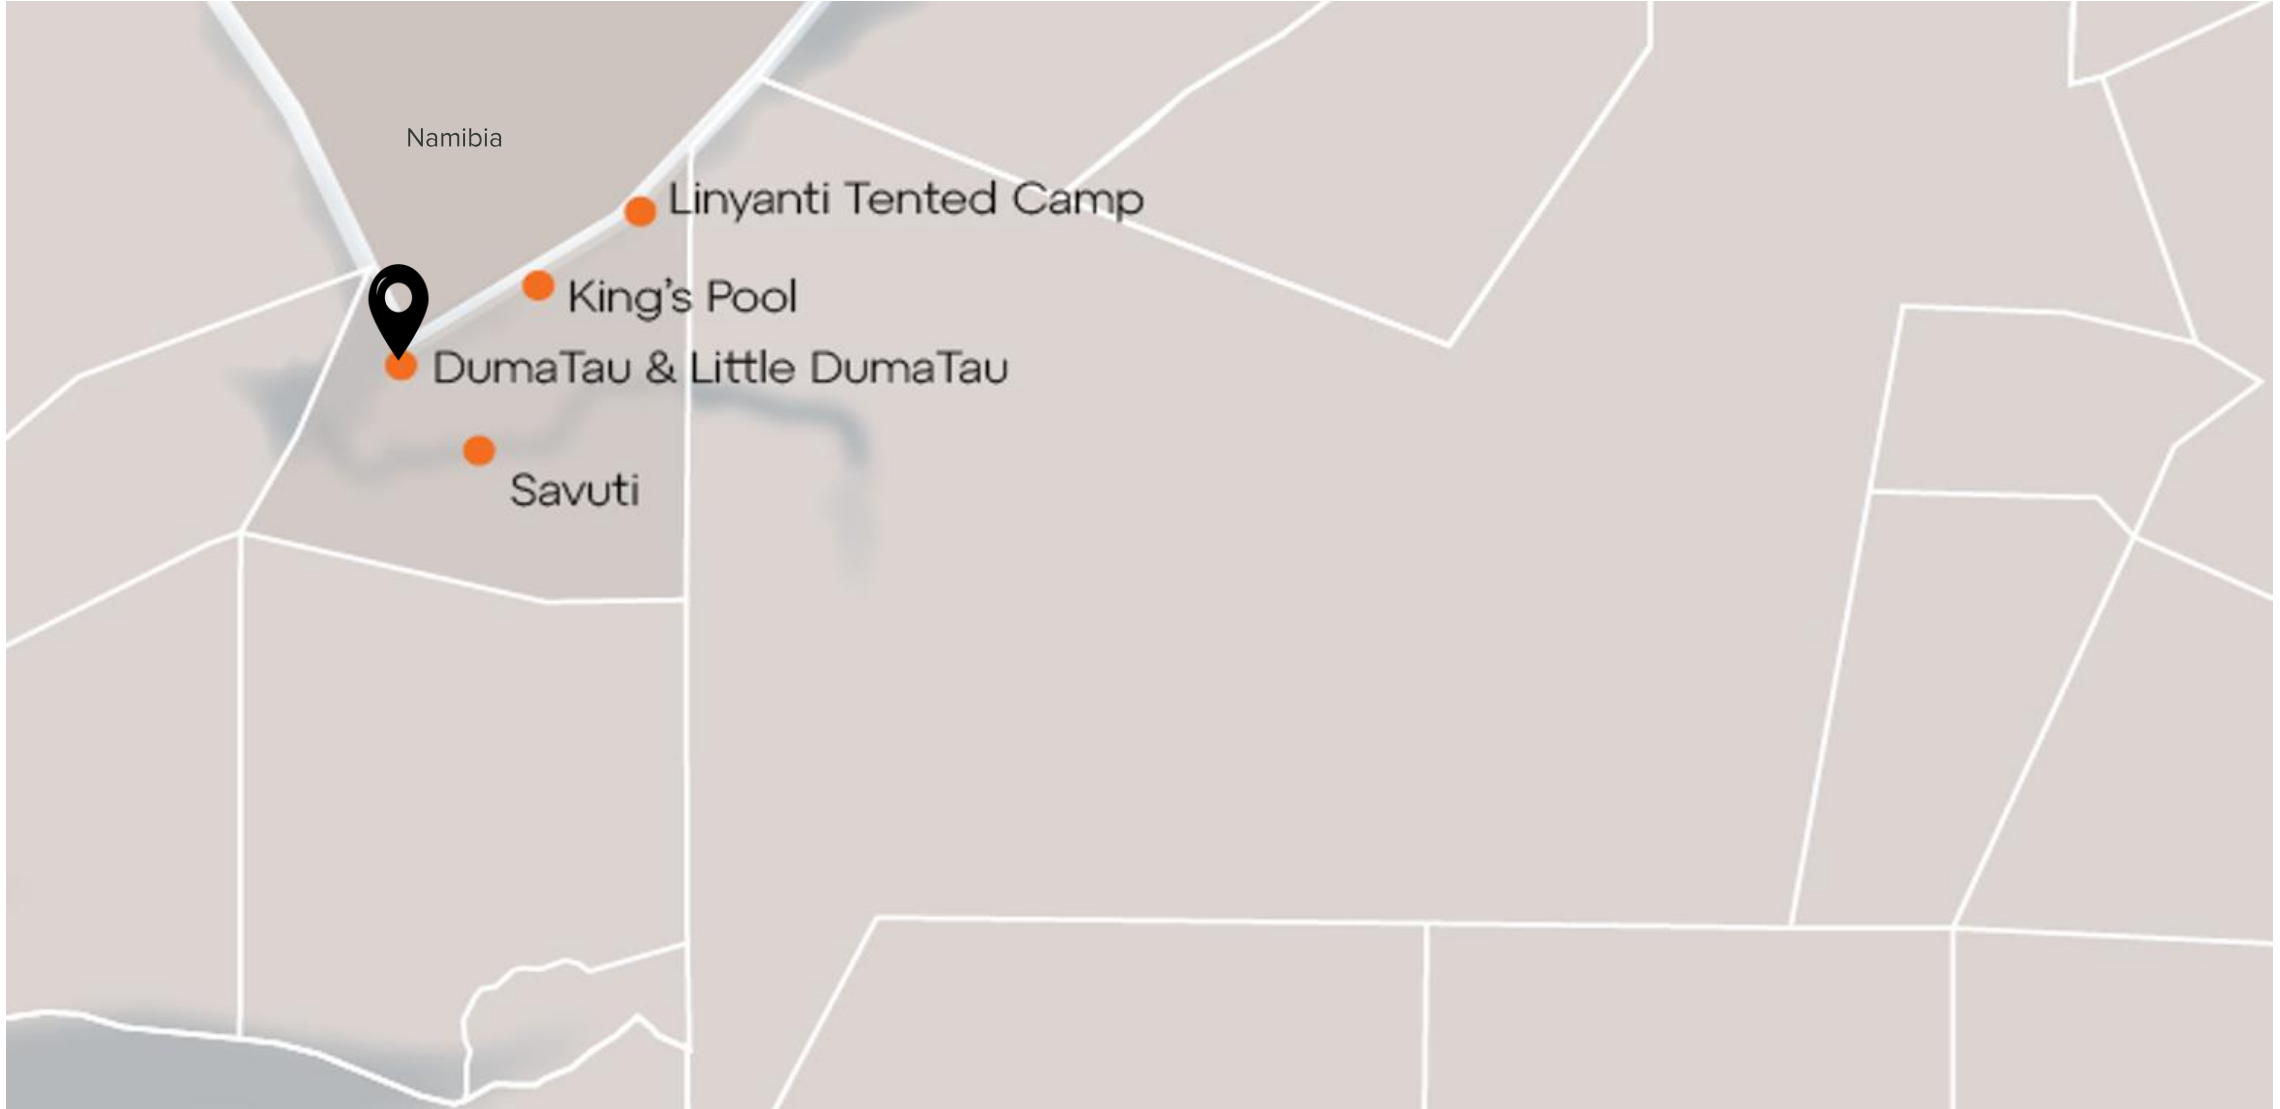 Namibia
Linyanti Tented Camp
King's Pool
DumaTau & Little DumaTau
Savuti